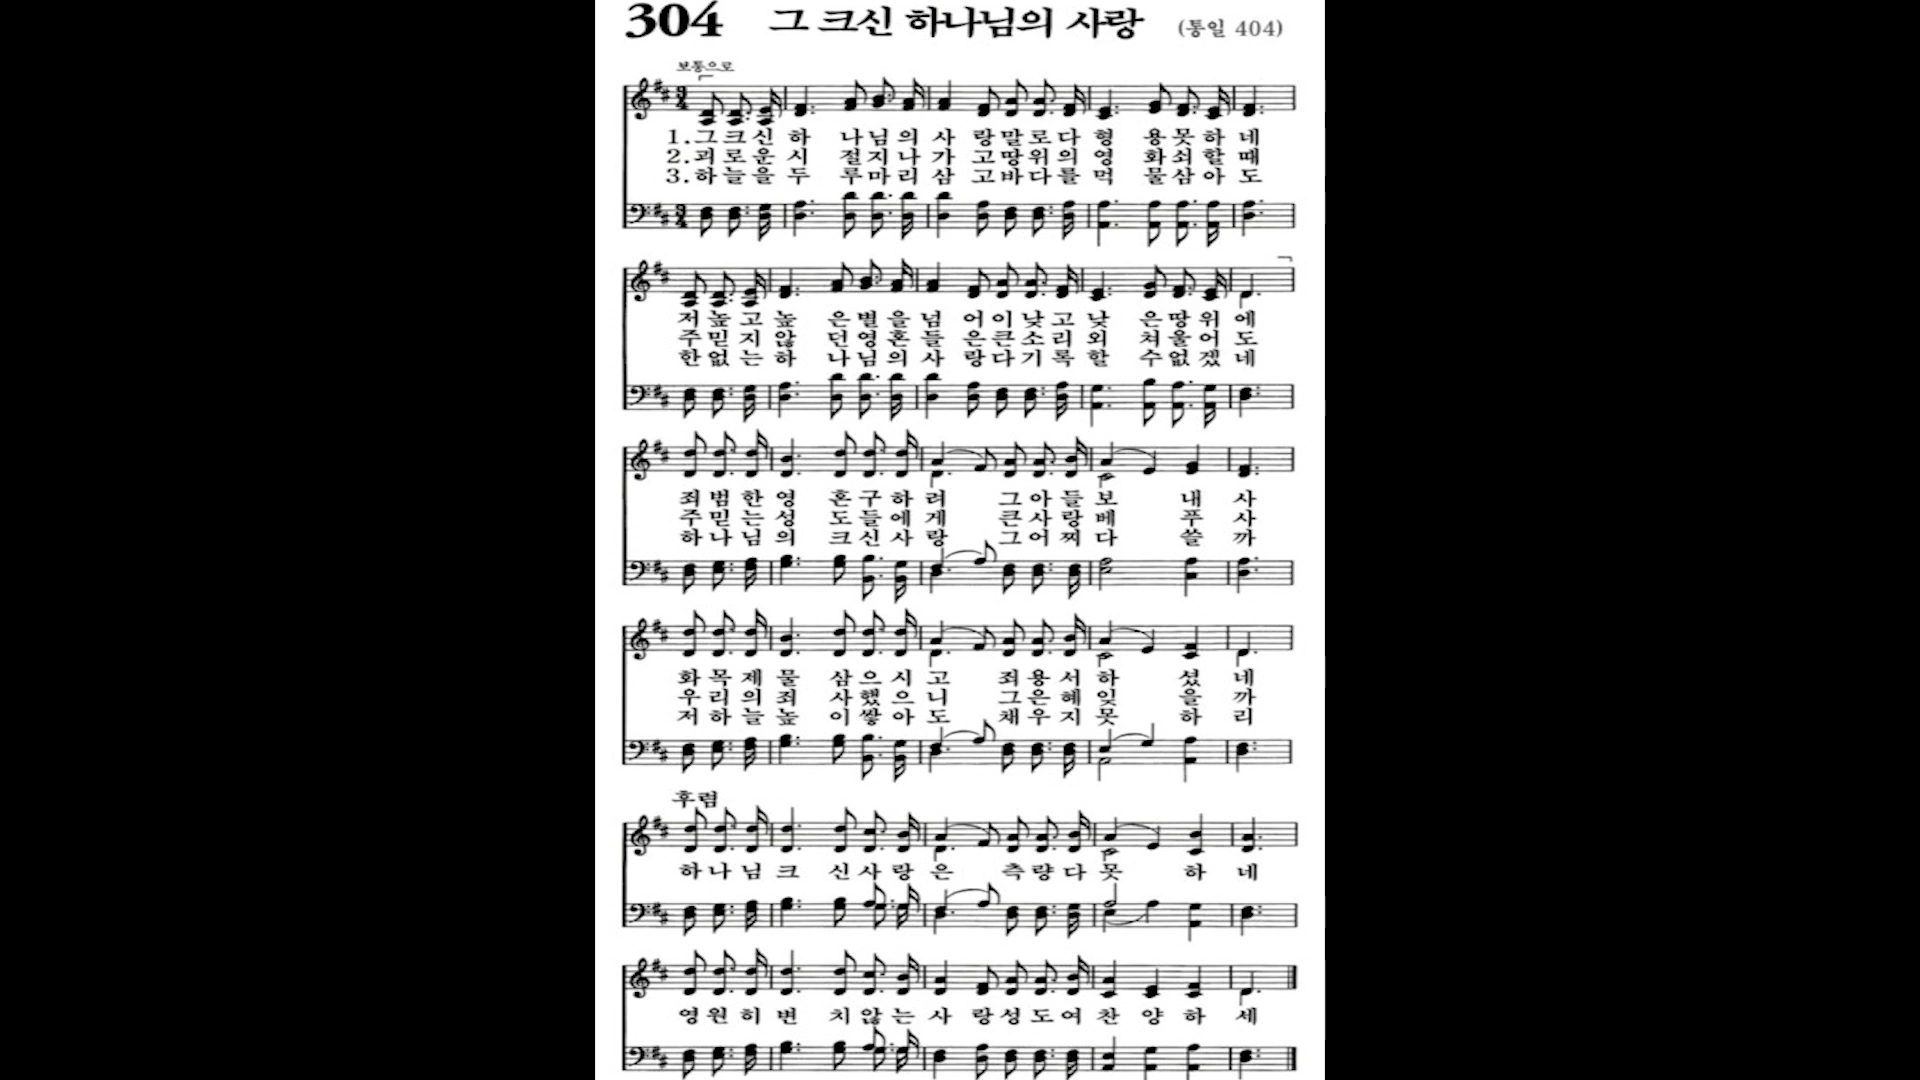 304 그 크신 하나님의 사랑 (통일 404)
보통으로
1.그크신 하 나님의 사 랑말로다 형 용못하 네
2.괴로운 시 절지나 가 고땅위의 영 화쇠할 때
3.하늘을 두 루마리 삼 고바다를 먹 물삼아 도
저높고 높 은별을 넘 어이낮고 낮 은땅위 에
주믿지 않 던영혼 들 은큰소리 외 쳐울어 도
한없는 하 나님의 사 랑다기록 할 수없겠 네
죄범한 영 혼구하 려 그아들 보 내 사
주믿는 성 도들에 게 큰사랑 베 푸 사
하나님 의 크신사 랑 그어찌 다 쓸 까
화목제 물 삼으시 고 죄용서 하 셨 네
우리의 죄 사했으 니 그은혜 잊 을 까
저하늘 높 이쌓아 도 채우지 못 하 리
후렴
하나님 크 신사랑 은 측량다 못 하 네
영원히 변 치않는 사 랑성도여 찬 양 하 세